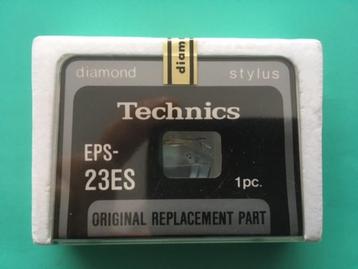 diam
diamond stylus
Technics
EPS-
23ES
1pc.
ORIGINAL REPLACEMENT PART